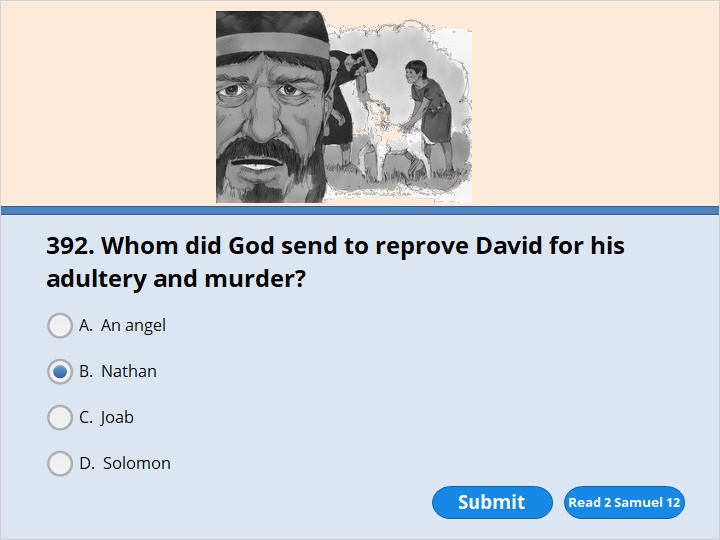 392. Whom did God send to reprove David for his
adultery and murder?
A. An angel
B. Nathan
C. Joab
D. Solomon
Submit
Read 2 Samuel 12